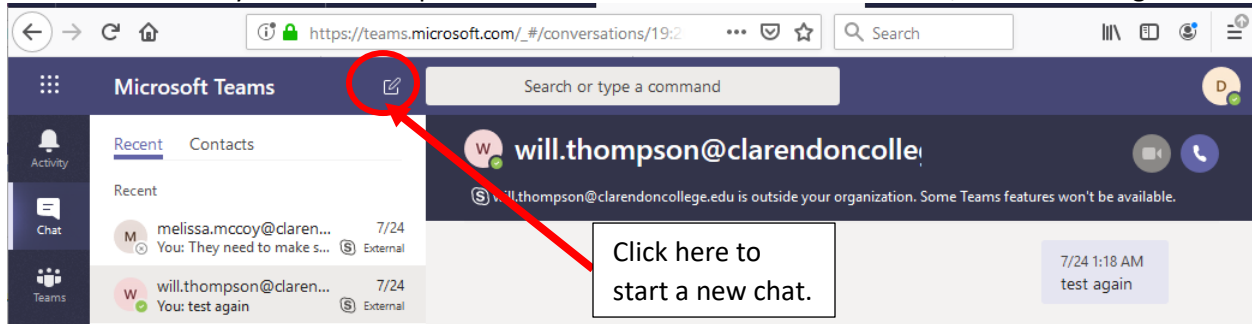 https://teams.microsoft.com/_#/conversations/19:2
Search
Microsoft Teams
Search or type a command
D
Activity
Chat
Teams
Recent Contacts
Recent
M
melissa.mccoy@claren... 7/24
You: They need to make s... S External
W
will.thompson@claren... 7/24
You: test again S External
W
will.thompson@clarendoncolle
S will.thompson@clarendoncollege.edu is outside your organization. Some Teams features won't be available.
Click here to
start a new chat.
7/24 1:18 AM
test again